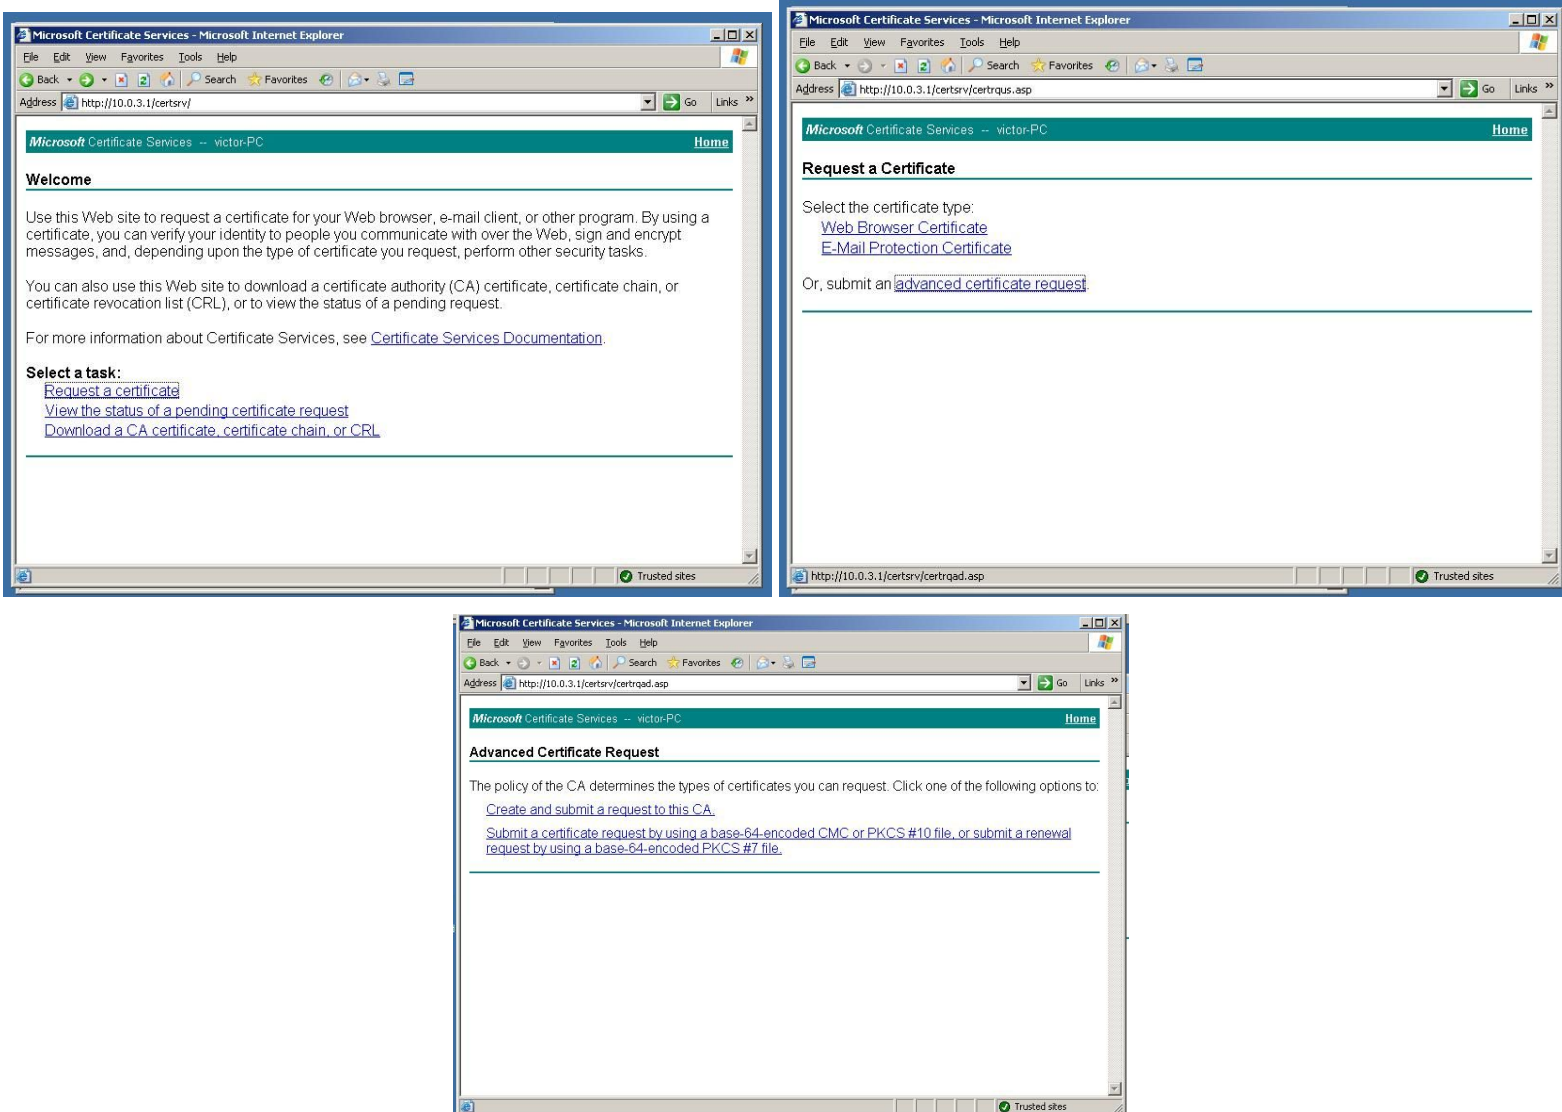 Microsoft Certificate Services - Microsoft Internet Explorer
File Edit View Favorites Tools Help
Back Search Favorites
Address http://10.0.3.1/certsrv/ Go Links »
Microsoft Certificate Services -- victor-PC Home
Welcome
Use this Web site to request a certificate for your Web browser, e-mail client, or other program. By using a
certificate, you can verify your identity to people you communicate with over the Web, sign and encrypt
messages, and, depending upon the type of certificate you request, perform other security tasks.
You can also use this Web site to download a certificate authority (CA) certificate, certificate chain, or
certificate revocation list (CRL), or to view the status of a pending request.
For more information about Certificate Services, see Certificate Services Documentation.
Select a task:
Request a certificate
View the status of a pending certificate request
Download a CA certificate, certificate chain, or CRL
Trusted sites
Microsoft Certificate Services - Microsoft Internet Explorer
File Edit View Favorites Tools Help
Back Search Favorites
Address http://10.0.3.1/certsrv/certrqus.asp Go Links »
Microsoft Certificate Services -- victor-PC Home
Request a Certificate
Select the certificate type:
Web Browser Certificate
E-Mail Protection Certificate
Or, submit an advanced certificate request.
http://10.0.3.1/certsrv/certrqad.asp Trusted sites
Microsoft Certificate Services - Microsoft Internet Explorer
File Edit View Favorites Tools Help
Back Search Favorites
Address http://10.0.3.1/certsrv/certrqad.asp Go Links »
Microsoft Certificate Services -- victor-PC Home
Advanced Certificate Request
The policy of the CA determines the types of certificates you can request. Click one of the following options to:
Create and submit a request to this CA.
Submit a certificate request by using a base-64-encoded CMC or PKCS #10 file, or submit a renewal
request by using a base-64-encoded PKCS #7 file.
Trusted sites